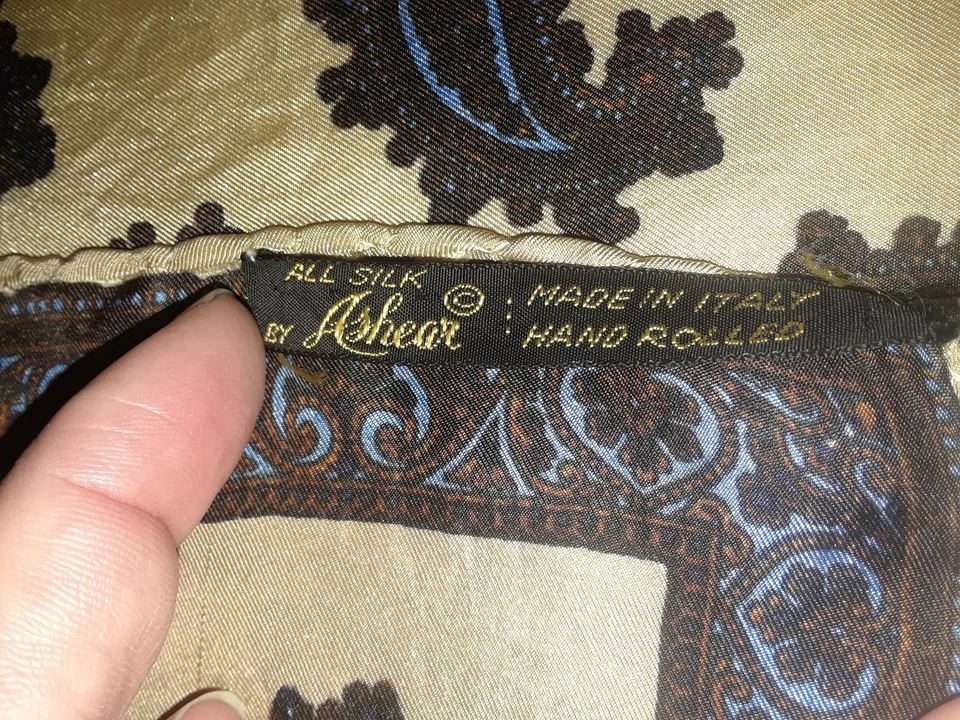 ALL SILK
BY Ashear ©
MADE IN ITALY
HAND ROLLED